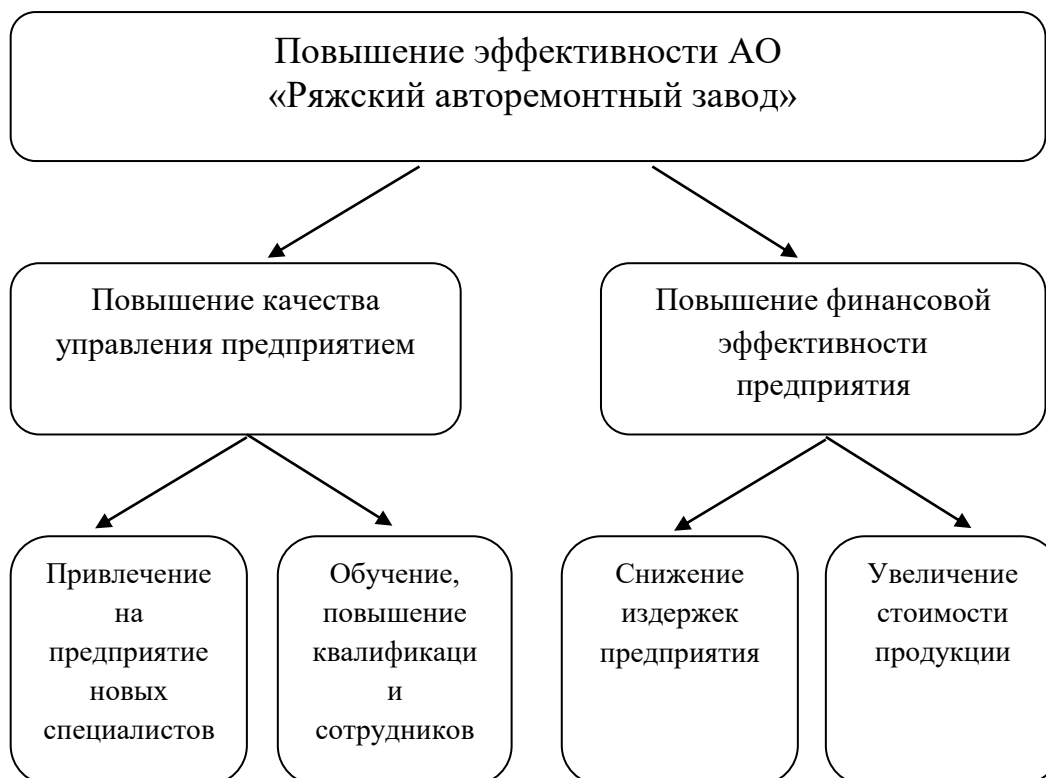 Повышение эффективности АО
«Ряжский авторемонтный завод»
Повышение качества
управления предприятием
Повышение финансовой
эффективности
предприятия
Привлечение
на
предприятие
новых
специалистов
Обучение,
повышение
квалификаци
и
сотрудников
Снижение
издержек
предприятия
Увеличение
стоимости
продукции